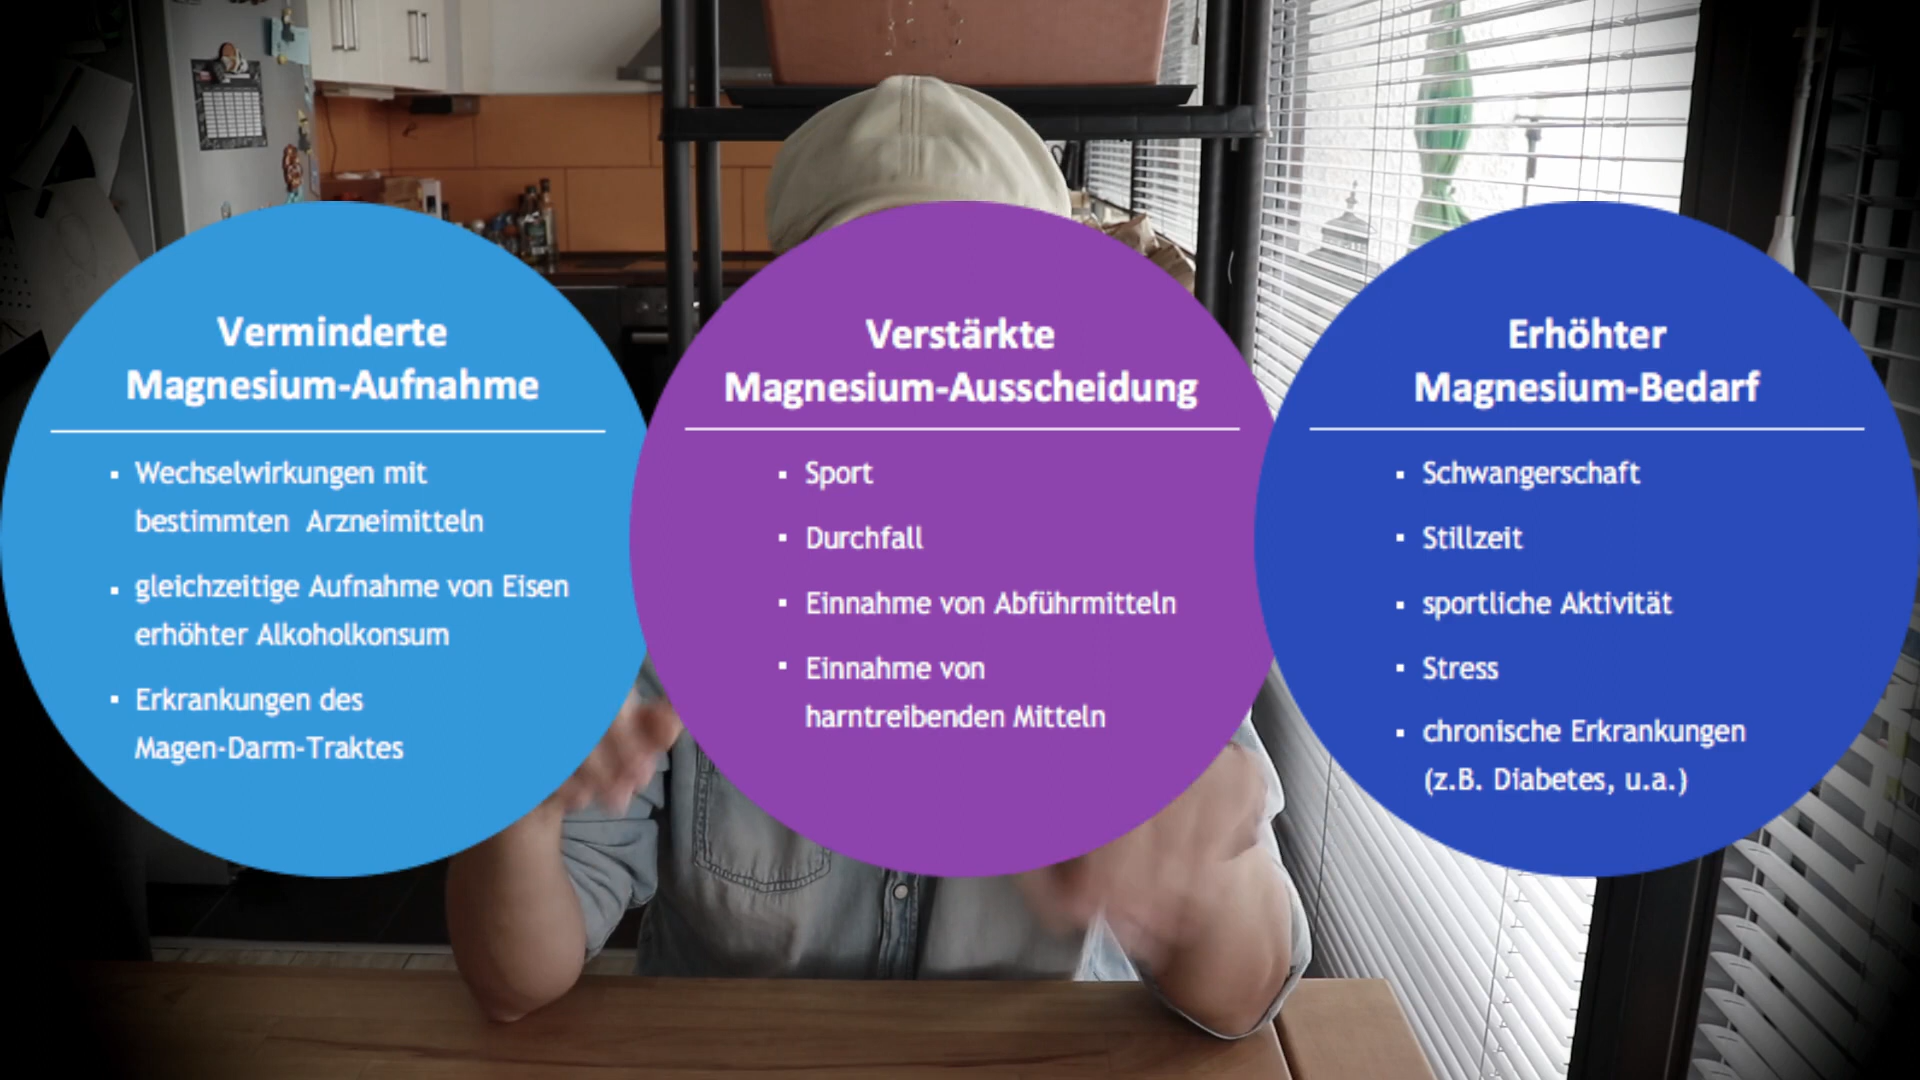 Verminderte
Magnesium-Aufnahme
▪ Wechselwirkungen mit
bestimmten Arzneimitteln
▪ gleichzeitige Aufnahme von Eisen
erhöhter Alkoholkonsum
▪ Erkrankungen des
Magen-Darm-Traktes
Verstärkte
Magnesium-Ausscheidung
▪ Sport
▪ Durchfall
▪ Einnahme von Abführmitteln
▪ Einnahme von
harntreibenden Mitteln
Erhöhter
Magnesium-Bedarf
▪ Schwangerschaft
▪ Stillzeit
▪ sportliche Aktivität
▪ Stress
▪ chronische Erkrankungen
(z.B. Diabetes, u.a.)